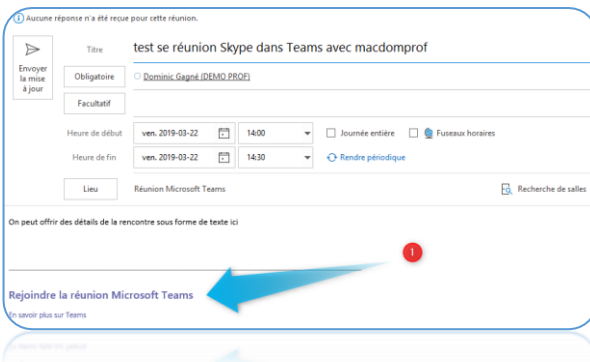 Aucune réponse n'a été reçue pour cette réunion.
Envoyer la mise à jour
Titre test se réunion Skype dans Teams avec macdomprof
Obligatoire Dominic Gagné (DEMO PROF)
Facultatif
Heure de début ven. 2019-03-22 14:00 Journée entière Fuseaux horaires
Heure de fin ven. 2019-03-22 14:30 Rendre périodique
Lieu Réunion Microsoft Teams Recherche de salles
On peut offrir des détails de la rencontre sous forme de texte ici
1
Rejoindre la réunion Microsoft Teams
En savoir plus sur Teams